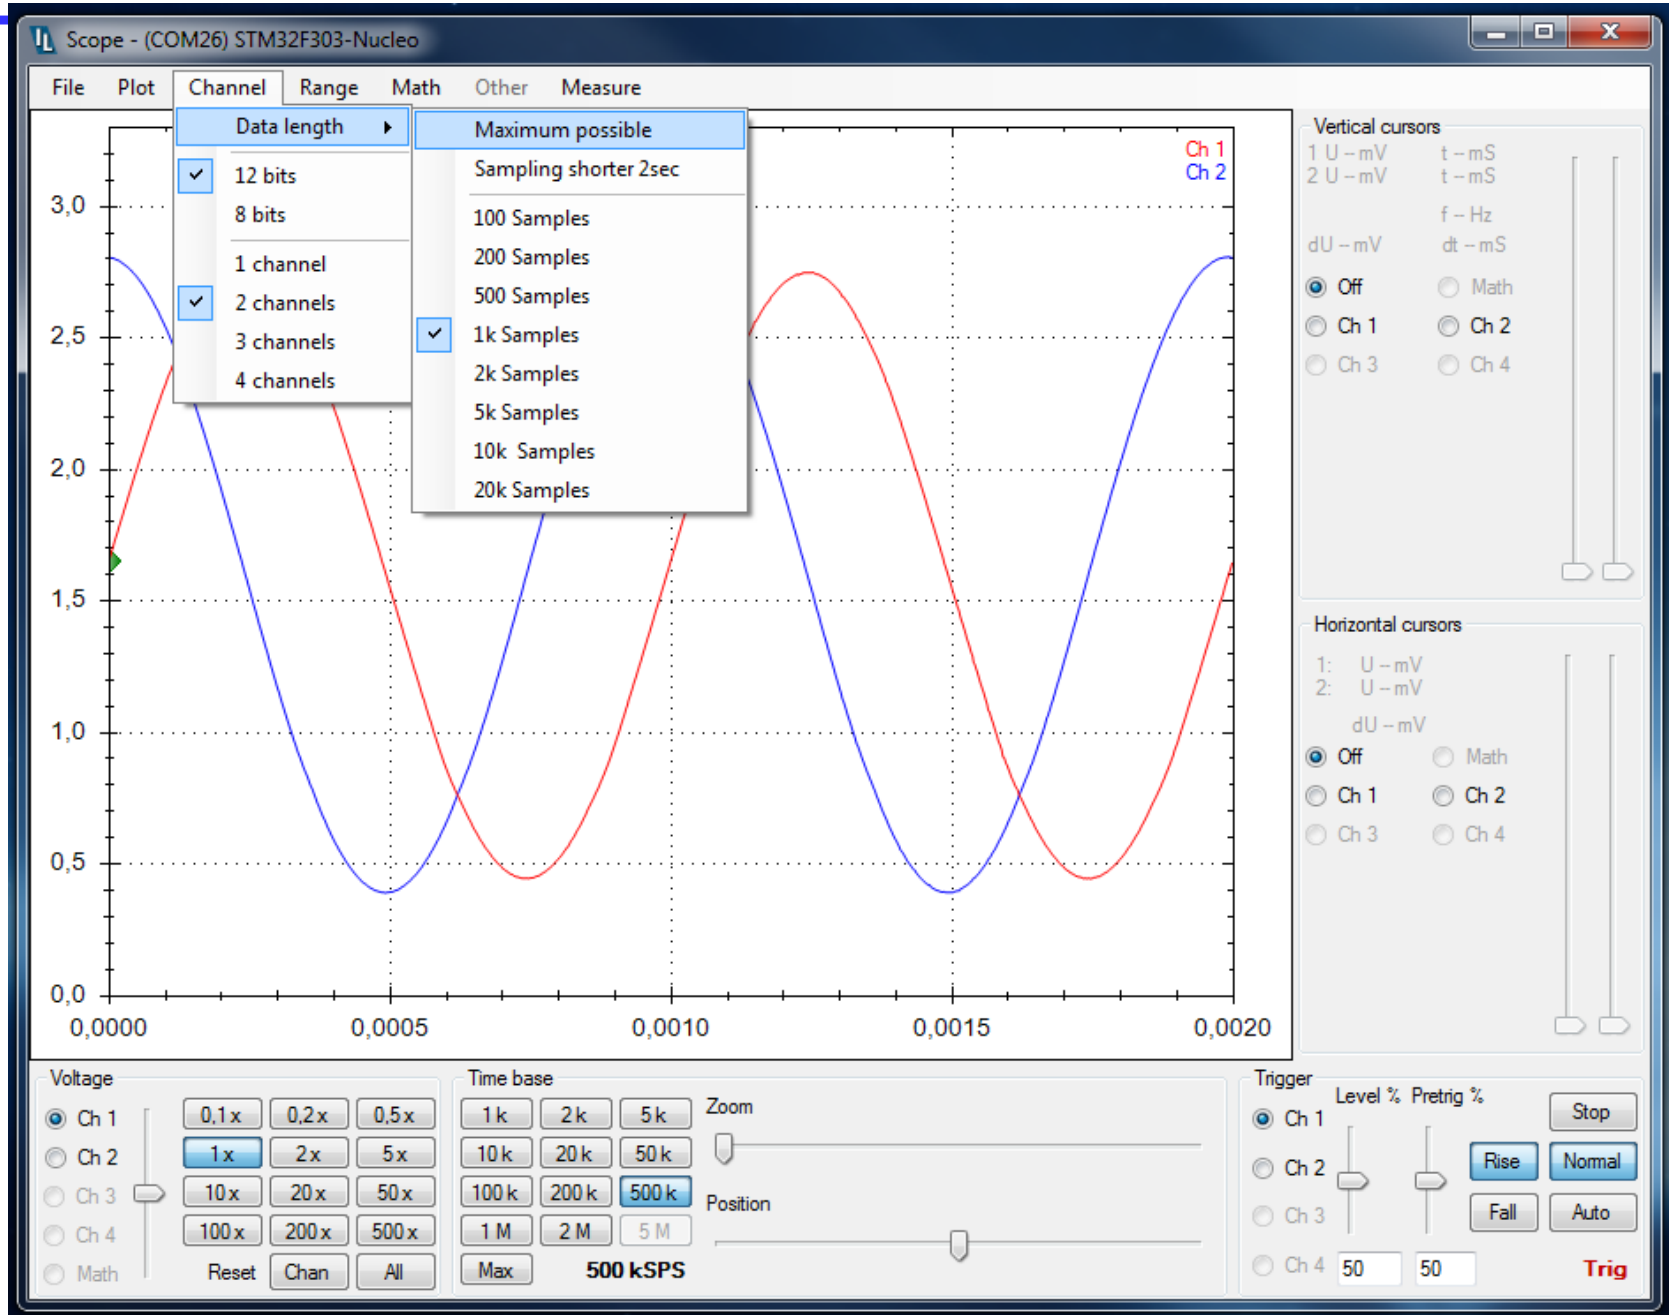 Scope - (COM26) STM32F303-Nucleo
File Plot Channel Range Math Other Measure
Data length
12 bits
8 bits
1 channel
2 channels
3 channels
4 channels
Maximum possible
Sampling shorter 2sec
100 Samples
200 Samples
500 Samples
1k Samples
2k Samples
5k Samples
10k Samples
20k Samples
Ch 1
Ch 2
3,0
2,5
2,0
1,5
1,0
0,5
0,0
0,0000 0,0005 0,0010 0,0015 0,0020
Vertical cursors
1 U -- mV t -- mS
2 U -- mV t -- mS
f -- Hz
dU -- mV dt -- mS
Off Math
Ch 1 Ch 2
Ch 3 Ch 4
Horizontal cursors
1: U -- mV
2: U -- mV
dU -- mV
Off Math
Ch 1 Ch 2
Ch 3 Ch 4
Voltage
Ch 1
Ch 2
Ch 3
Ch 4
Math
0,1 x 0,2 x 0,5 x
1 x 2 x 5 x
10 x 20 x 50 x
100 x 200 x 500 x
Reset Chan All
Time base
1 k 2 k 5 k
10 k 20 k 50 k
100 k 200 k 500 k
1 M 2 M 5 M
Max 500 kSPS
Zoom
Position
Trigger
Level % Pretrig %
Ch 1
Ch 2
Ch 3
Ch 4
50 50
Stop
Rise Normal
Fall Auto
Trig